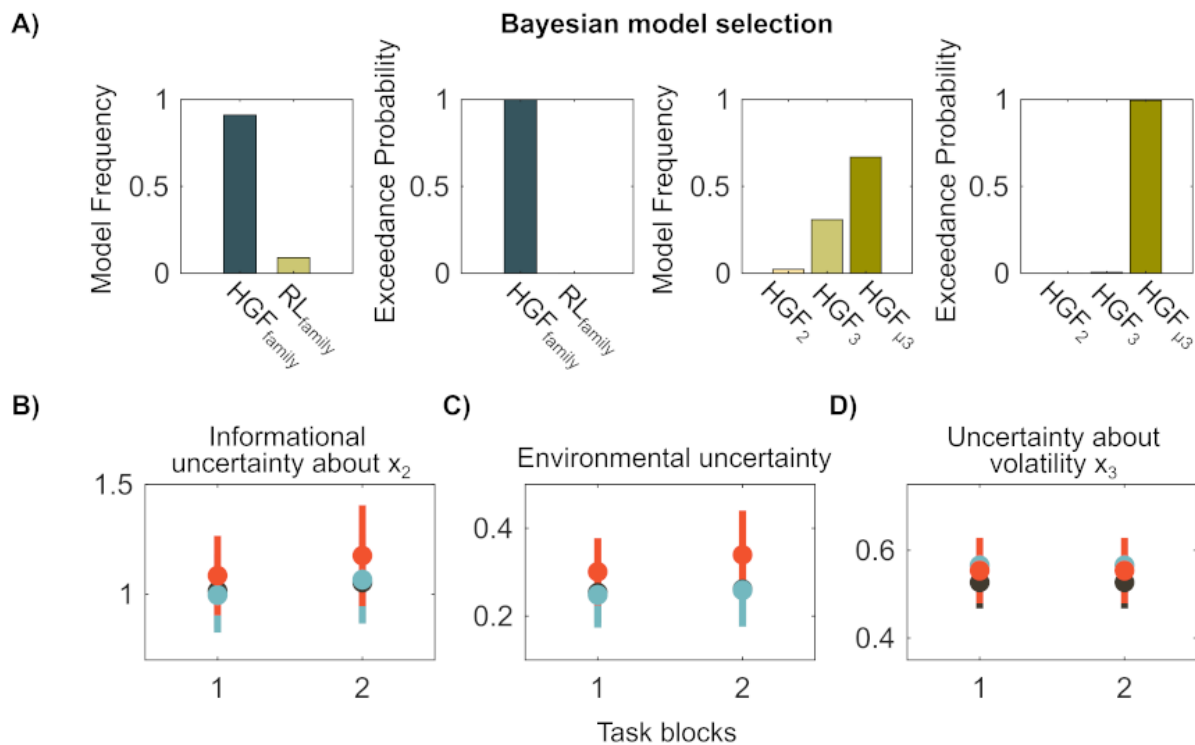 A)
Bayesian model selection
Model Frequency
1
0.5
0
HGF family
RL family
Exceedance Probability
1
0.5
0
HGF family
RL family
Model Frequency
1
0.5
0
HGF 2
HGF 3
HGF μ3
Exceedance Probability
1
0.5
0
HGF 2
HGF 3
HGF μ3
B)
Informational
uncertainty about x2
1.5
1
1
2
C)
Environmental uncertainty
0.4
0.2
1
2
D)
Uncertainty about
volatility x3
0.6
0.4
1
2
Task blocks